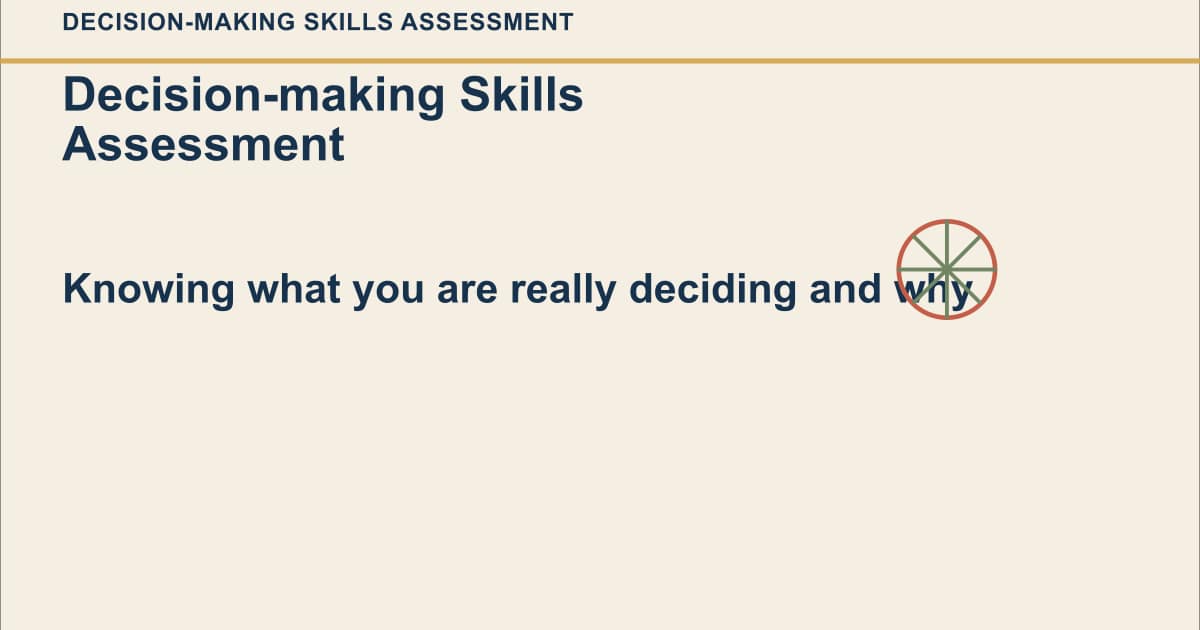 DECISION-MAKING SKILLS ASSESSMENT
Decision-making Skills
Assessment
Knowing what you are really deciding and why